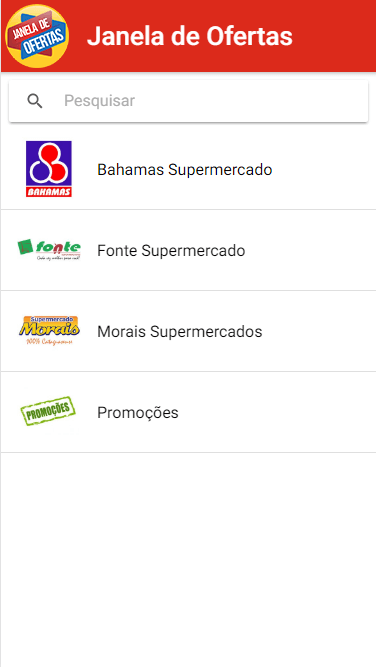 JANELA DE
OFERTAS
Janela de Ofertas
Pesquisar
BAHAMAS
Bahamas Supermercado
fonte
Fonte Supermercado
Supermercado
Morais
100% Cataguases
Morais Supermercados
PROMOÇÕES
Promoções